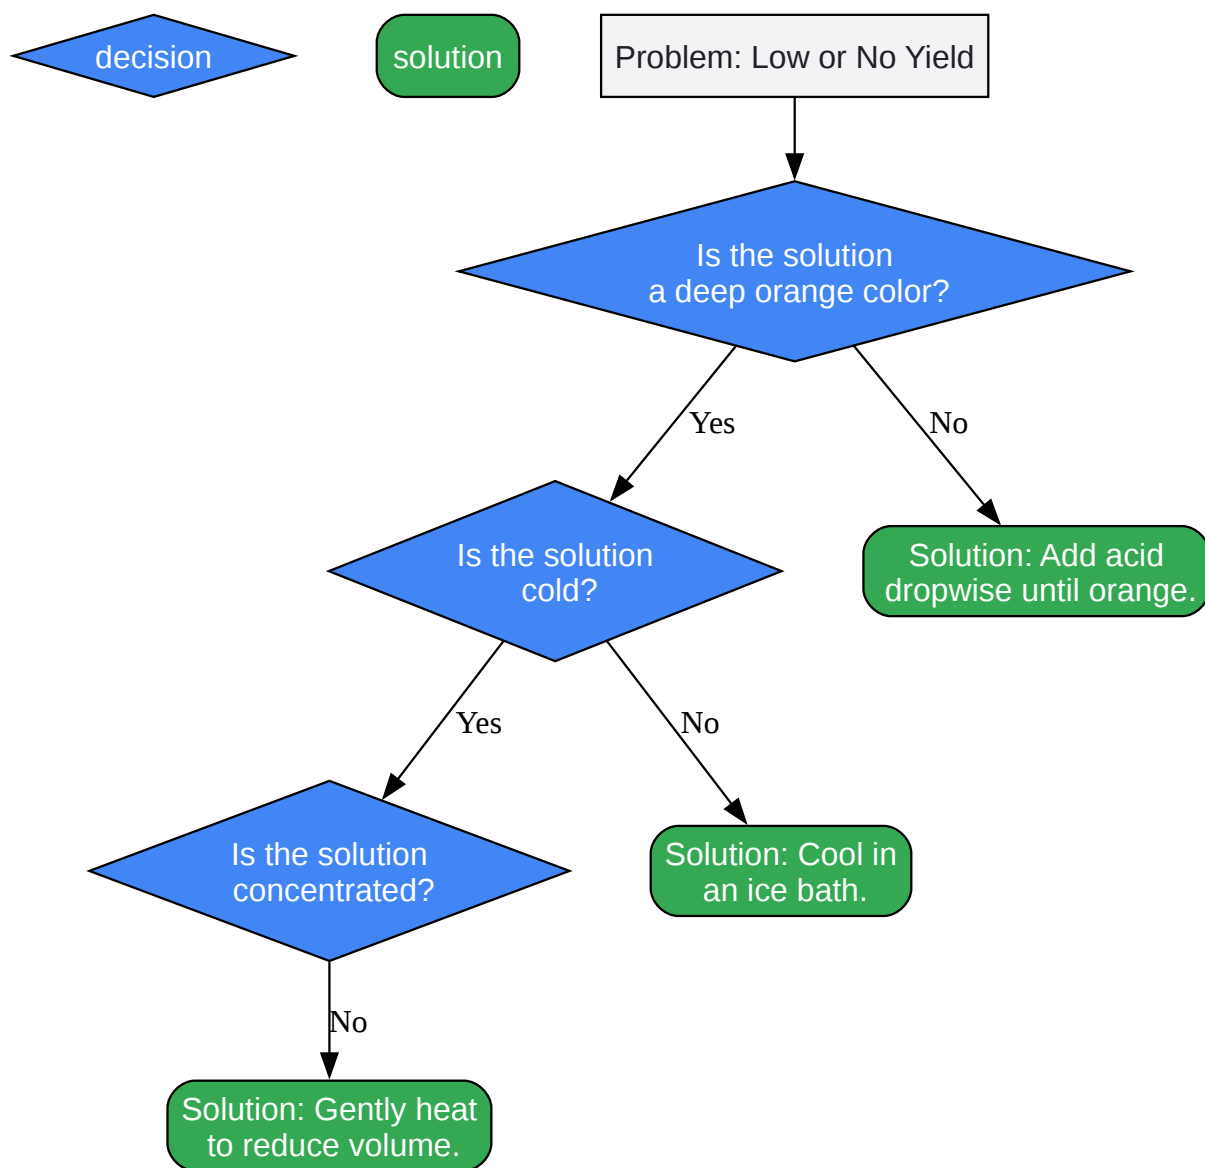 decision
solution
Problem: Low or No Yield
Is the solution
a deep orange color?
Yes
No
Is the solution
cold?
Solution: Add acid
dropwise until orange.
Yes
No
Is the solution
concentrated?
Solution: Cool in
an ice bath.
No
Solution: Gently heat
to reduce volume.